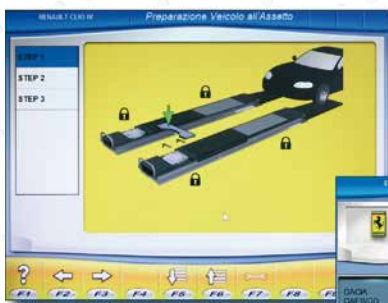 RENAULT CLIO IV
Preparazione Veicolo all'Assetto
STEP 1
STEP 2
STEP 3
?
F1
F2
F3
F4
F5
F6
F7
F8
DACIA
DAEWOO